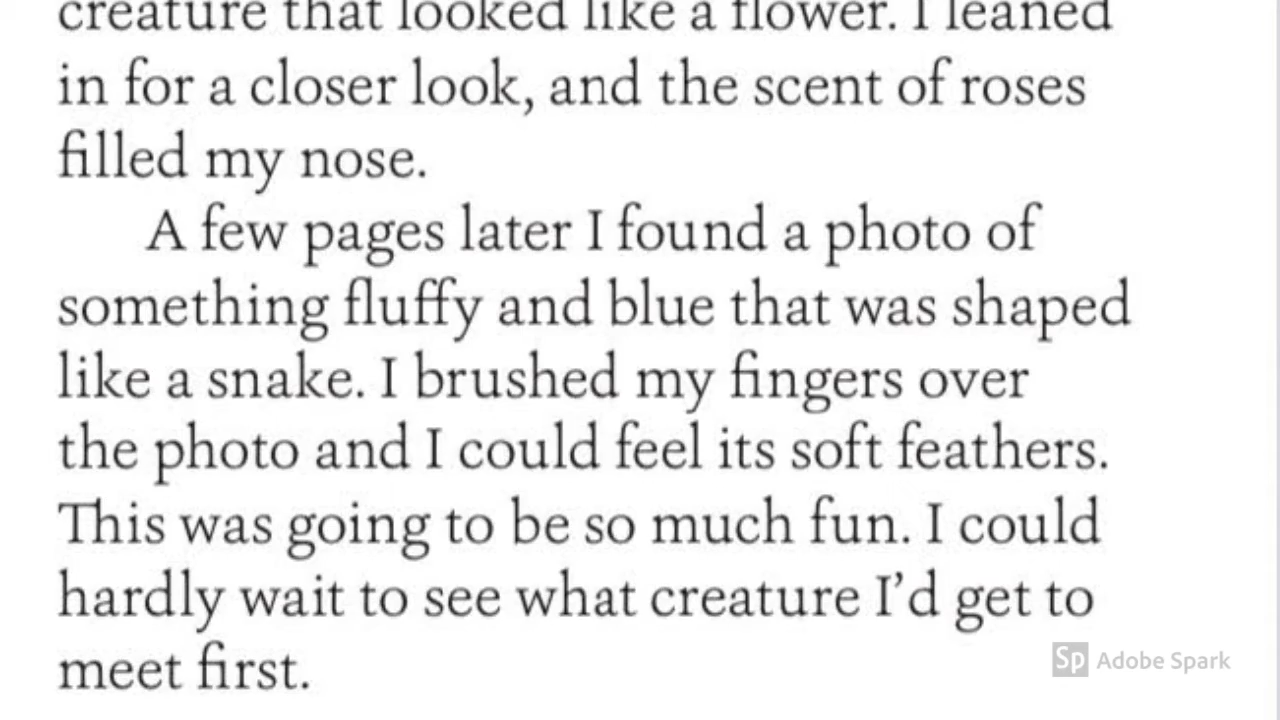 creature that looked like a flower. I leaned
in for a closer look, and the scent of roses
filled my nose.
A few pages later I found a photo of
something fluffy and blue that was shaped
like a snake. I brushed my fingers over
the photo and I could feel its soft feathers.
This was going to be so much fun. I could
hardly wait to see what creature I’d get to
meet first.
Sp Adobe Spark